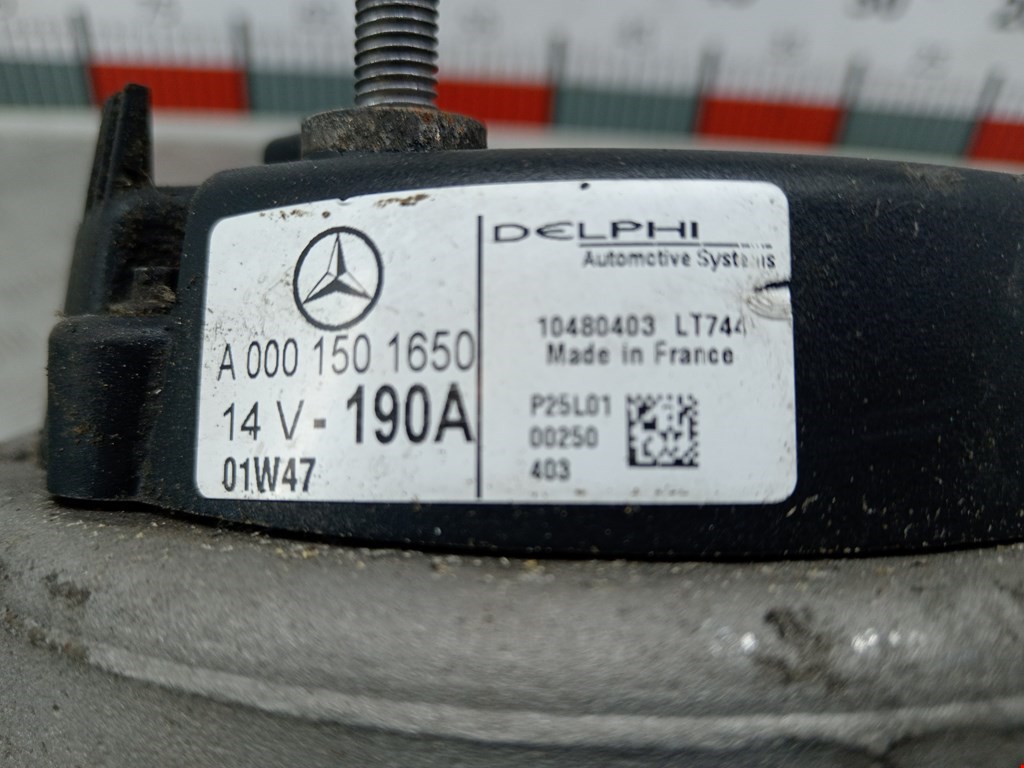 A 000 150 1650
14 V - 190A
01W47
DELPHI
Automotive Systems
10480403 LT744
Made in France
P25L01
00250
403